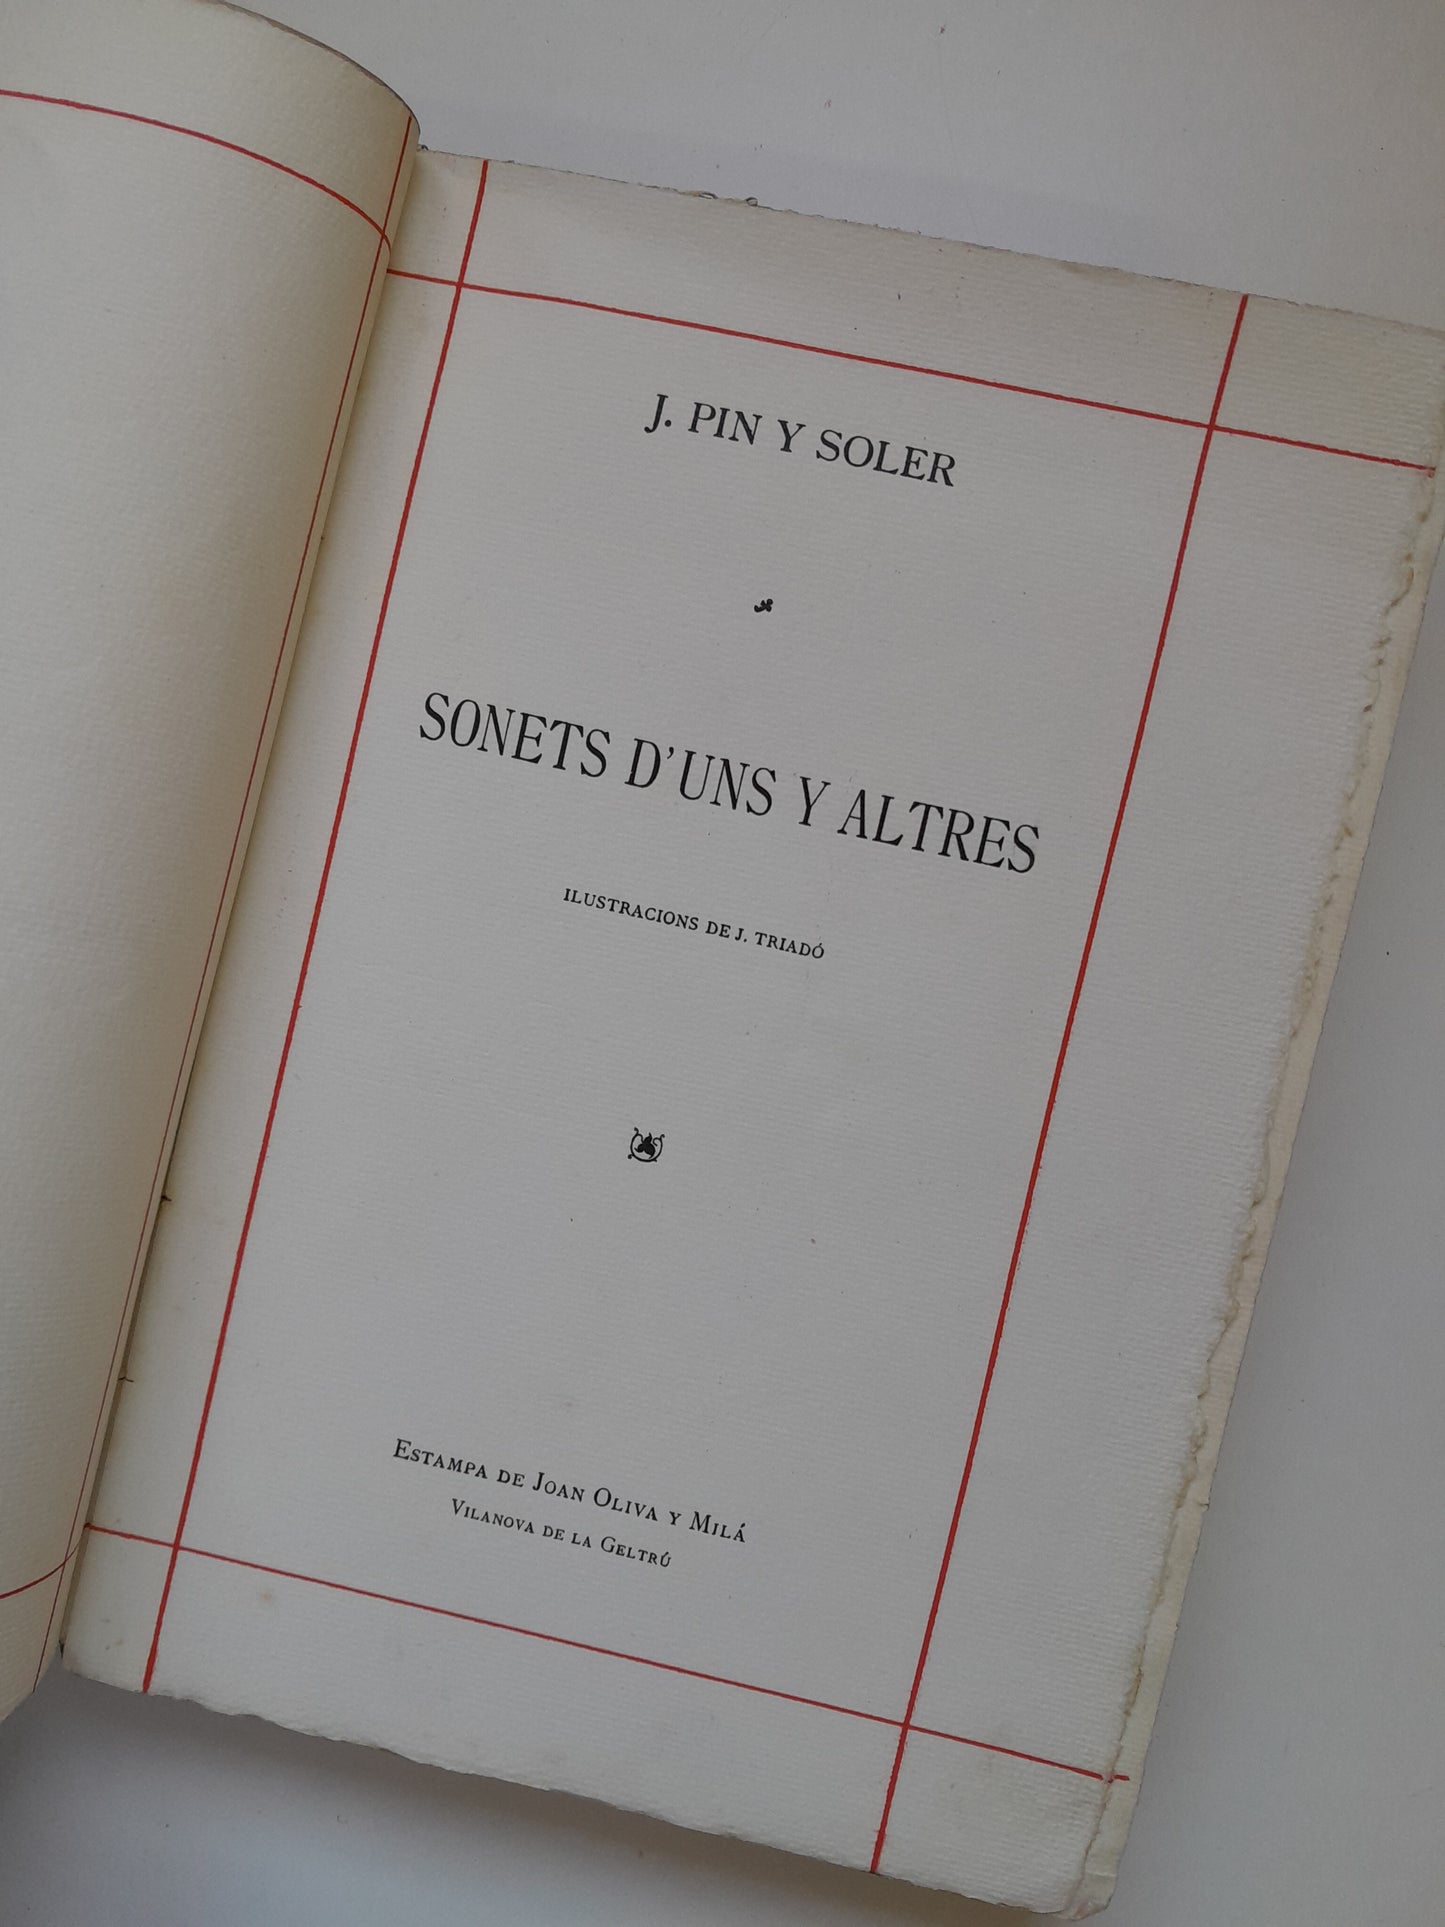 J. PIN Y SOLER
SONETS D'UNS Y ALTRES
ILUSTRACIONS DE J. TRIADÓ
ESTAMPA DE JOAN OLIVA Y MILÁ
VILANOVA DE LA GELTRÚ